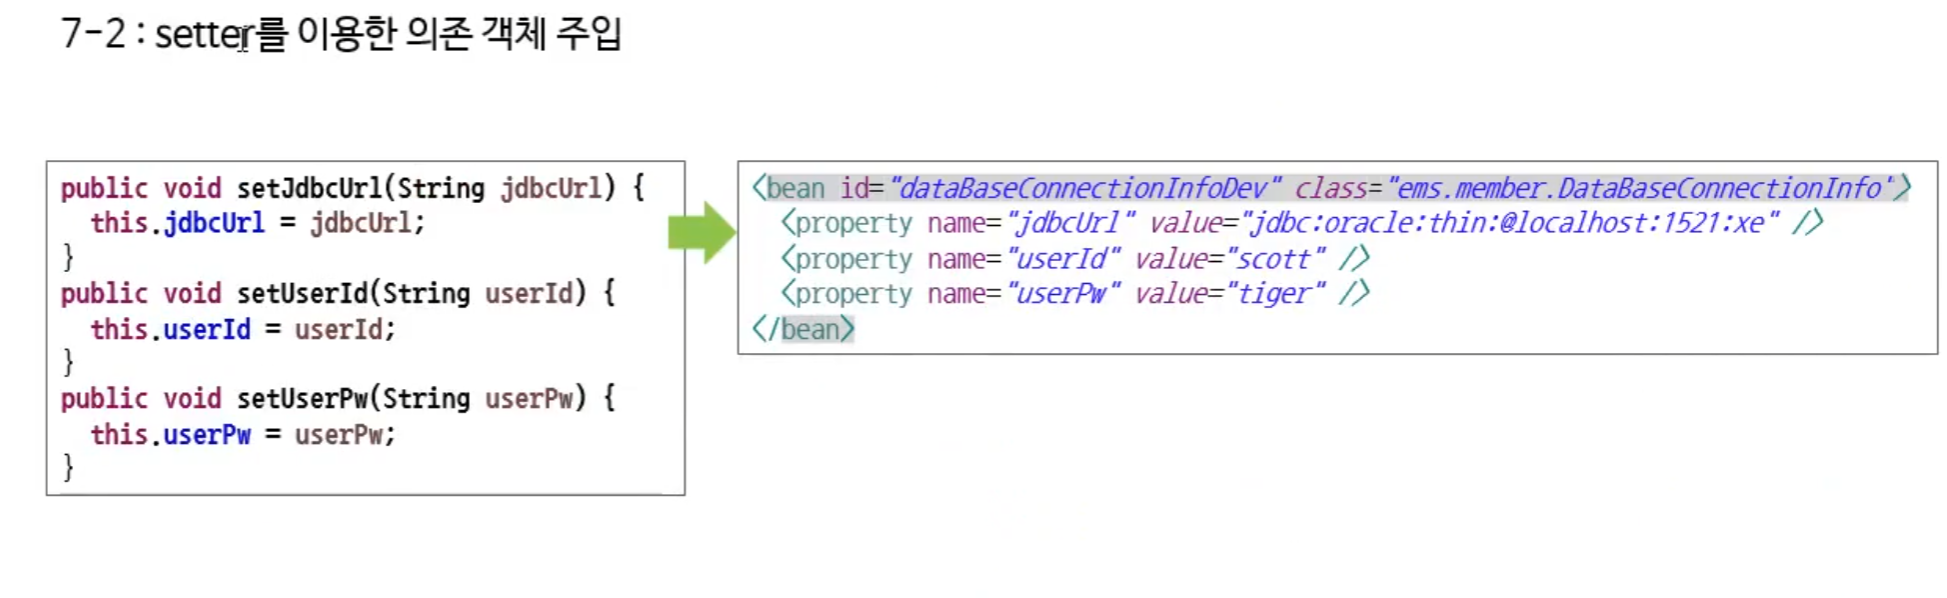 7-2 : setter를 이용한 의존 객체 주입
public void setJdbcUrl(String jdbcUrl) {
this.jdbcUrl = jdbcUrl;
}
public void setUserId(String userId) {
this.userId = userId;
}
public void setUserPw(String userPw) {
this.userPw = userPw;
}
<bean id="dataBaseConnectionInfoDev" class="ems.member.DataBaseConnectionInfo">
<property name="jdbcUrl" value="jdbc:oracle:thin:@localhost:1521:xe" />
<property name="userId" value="scott" />
<property name="userPw" value="tiger" />
</bean>